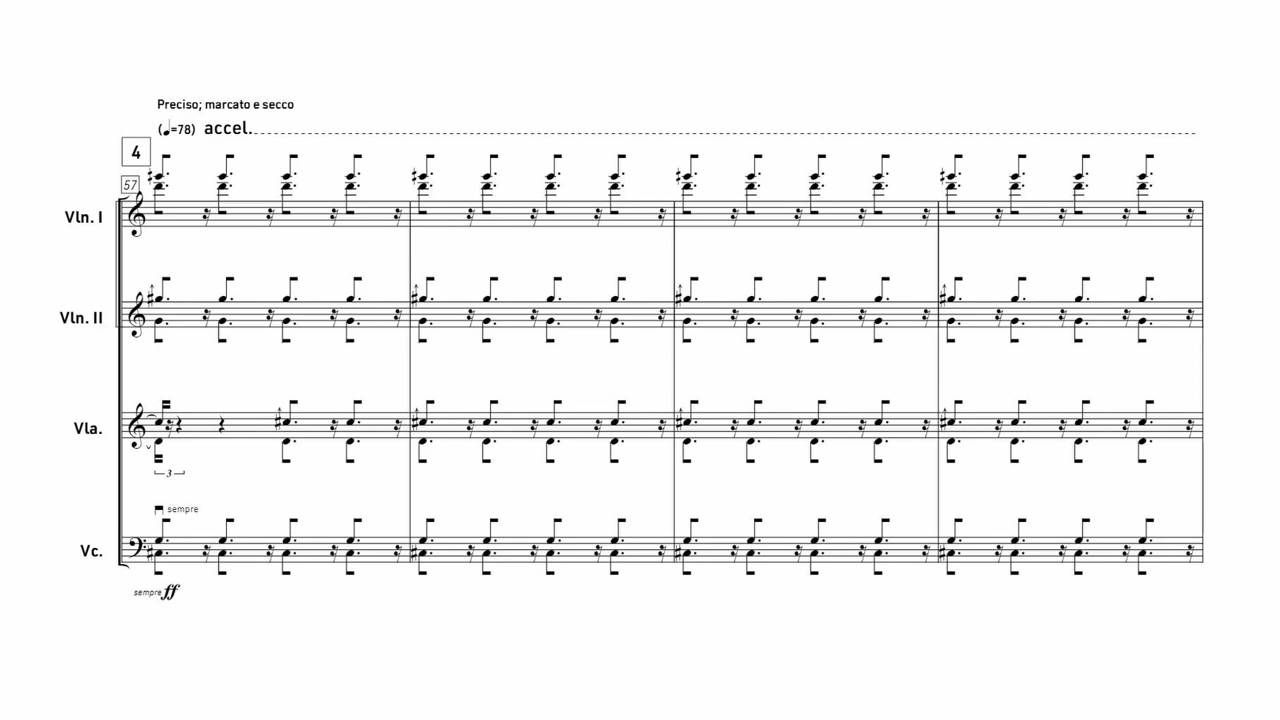 Preciso; marcato e secco
(♩=78) accel.
4
57
Vln. I
Vln. II
Vla.
3
sempre
Vc.
sempre ff